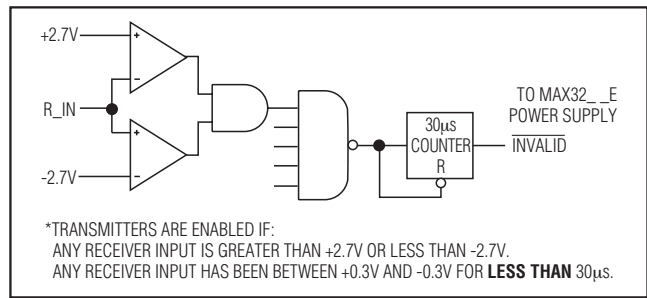 +2.7V
+
-
R_IN
+
-
-2.7V
30µs
COUNTER
R
TO MAX32_ _E
POWER SUPPLY
INVALID
*TRANSMITTERS ARE ENABLED IF:
ANY RECEIVER INPUT IS GREATER THAN +2.7V OR LESS THAN -2.7V.
ANY RECEIVER INPUT HAS BEEN BETWEEN +0.3V AND -0.3V FOR LESS THAN 30µs.